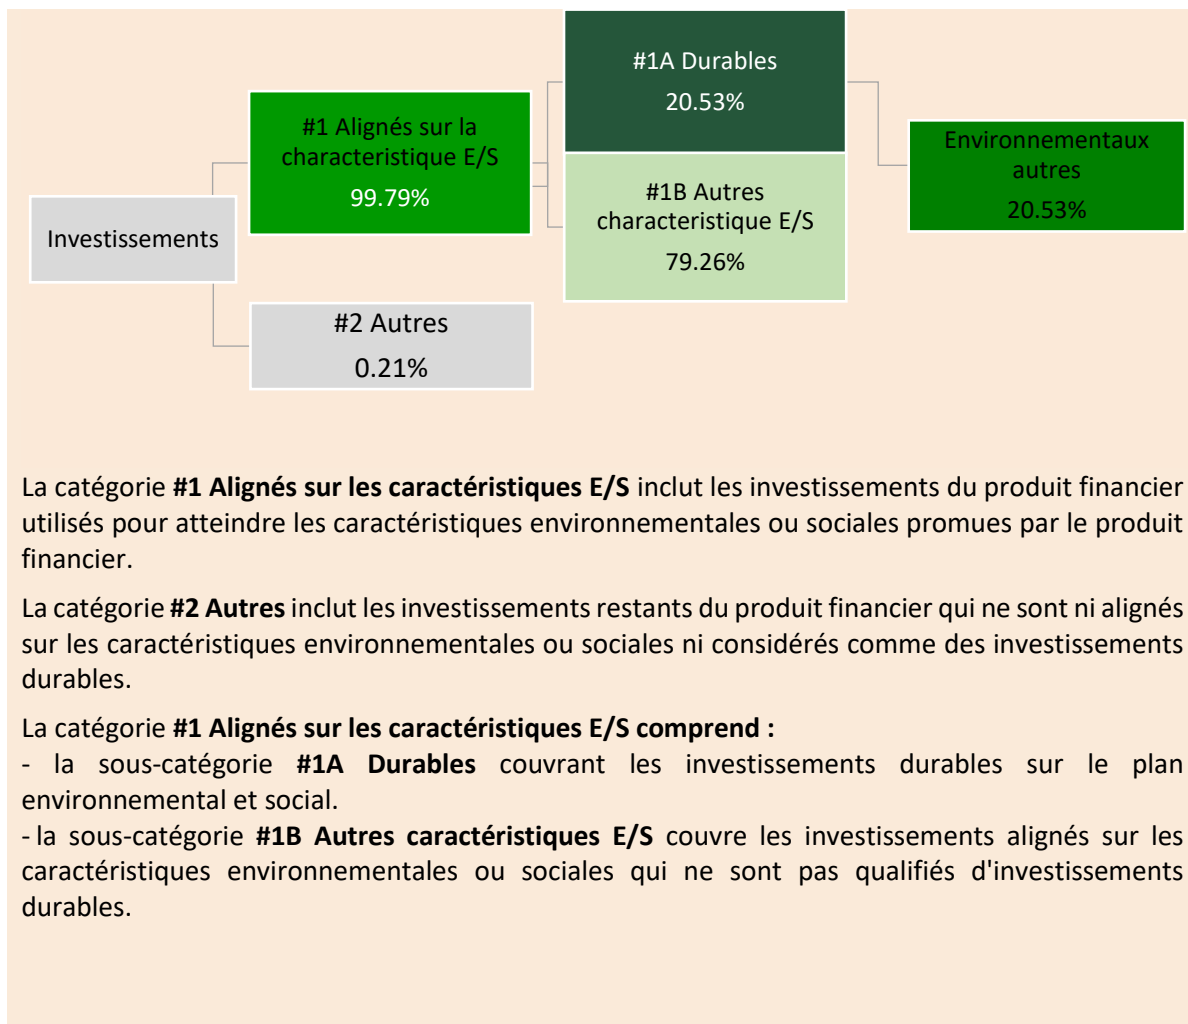 Investissements
#1 Alignés sur la
characteristique E/S
99.79%
#2 Autres
0.21%
#1A Durables
20.53%
#1B Autres
characteristique E/S
79.26%
Environnementaux
autres
20.53%
La catégorie #1 Alignés sur les caractéristiques E/S inclut les investissements du produit financier
utilisés pour atteindre les caractéristiques environnementales ou sociales promues par le produit
financier.
La catégorie #2 Autres inclut les investissements restants du produit financier qui ne sont ni alignés
sur les caractéristiques environnementales ou sociales ni considérés comme des investissements
durables.
La catégorie #1 Alignés sur les caractéristiques E/S comprend :
- la sous-catégorie #1A Durables couvrant les investissements durables sur le plan
environnemental et social.
- la sous-catégorie #1B Autres caractéristiques E/S couvre les investissements alignés sur les
caractéristiques environnementales ou sociales qui ne sont pas qualifiés d'investissements
durables.